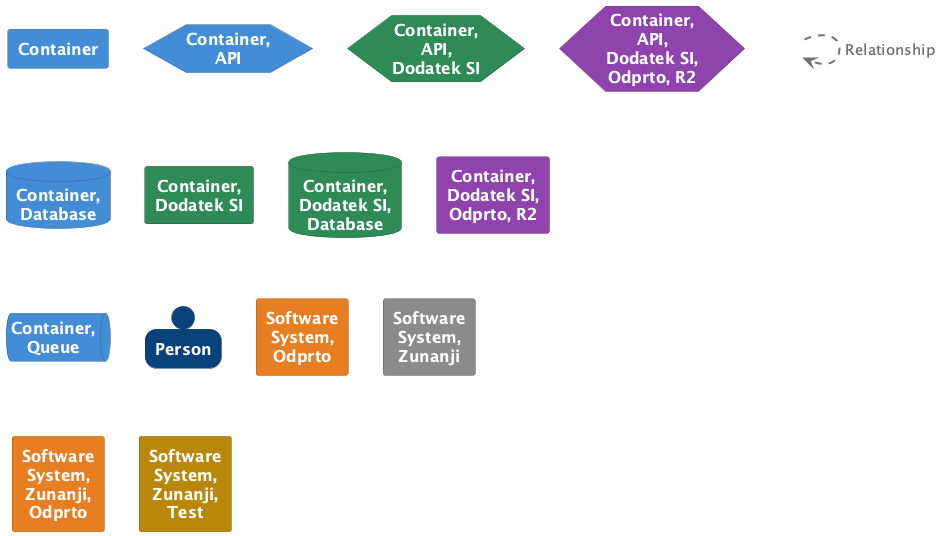 Container
Container,
API
Container,
API,
Dodatek SI
Container,
API,
Dodatek SI,
Odprto, R2
Relationship
Container,
Database
Container,
Dodatek SI
Container,
Dodatek SI,
Database
Container,
Dodatek SI,
Odprto, R2
Container,
Queue
Person
Software
System,
Odprto
Software
System,
Zunanji
Software
System,
Zunanji,
Odprto
Software
System,
Zunanji,
Test